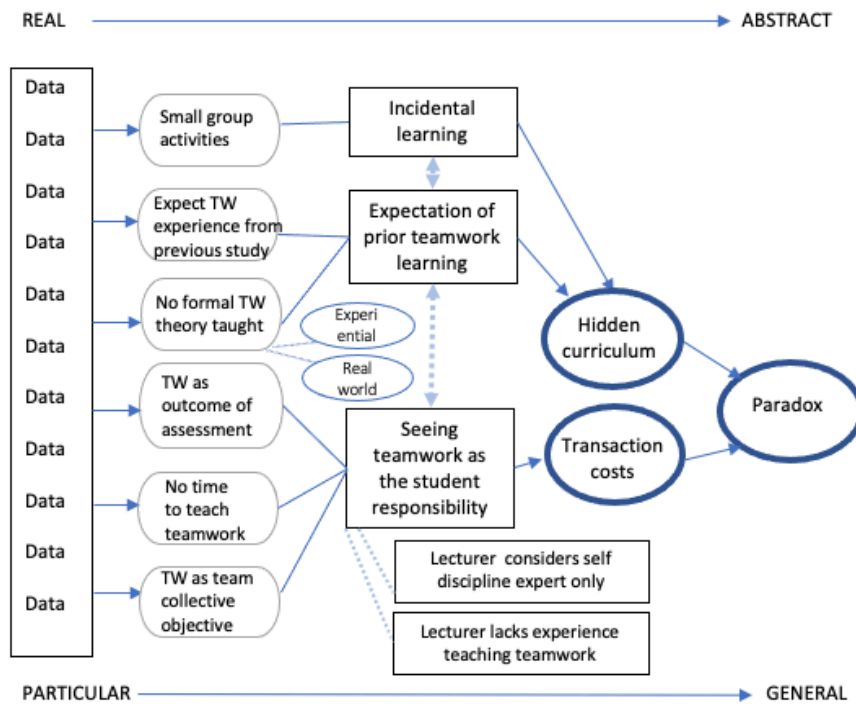 REAL
ABSTRACT
Data
Data
Data
Data
Data
Data
Data
Data
Data
Data
Data
Small group
activities
Expect TW
experience from
previous study
No formal TW
theory taught
Experi
ential
Real
world
TW as
outcome of
assessment
No time
to teach
teamwork
TW as team
collective
objective
Incidental
learning
Expectation of
prior teamwork
learning
Seeing
teamwork as
the student
responsibility
Lecturer considers self
discipline expert only
Lecturer lacks experience
teaching teamwork
Hidden
curriculum
Transaction
costs
Paradox
PARTICULAR
GENERAL